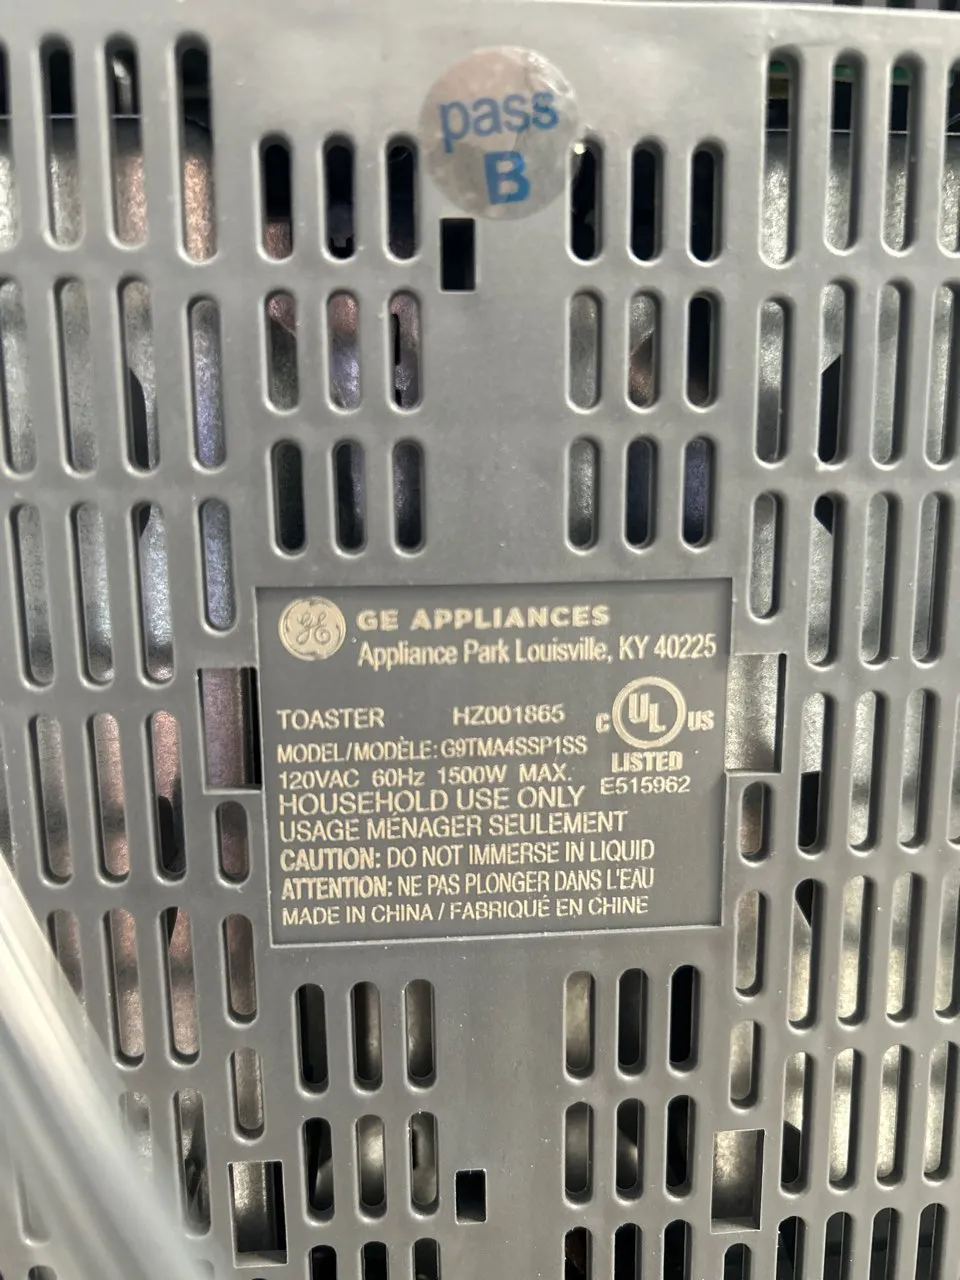 pass
B
GE APPLIANCES
Appliance Park Louisville, KY 40225
TOASTER HZ001865
MODEL/MODÈLE: G9TMA4SSP1SS
120VAC 60Hz 1500W MAX.
C UL US
LISTED
E515962
HOUSEHOLD USE ONLY
USAGE MÉNAGER SEULEMENT
CAUTION: DO NOT IMMERSE IN LIQUID
ATTENTION: NE PAS PLONGER DANS L'EAU
MADE IN CHINA / FABRIQUÉ EN CHINE